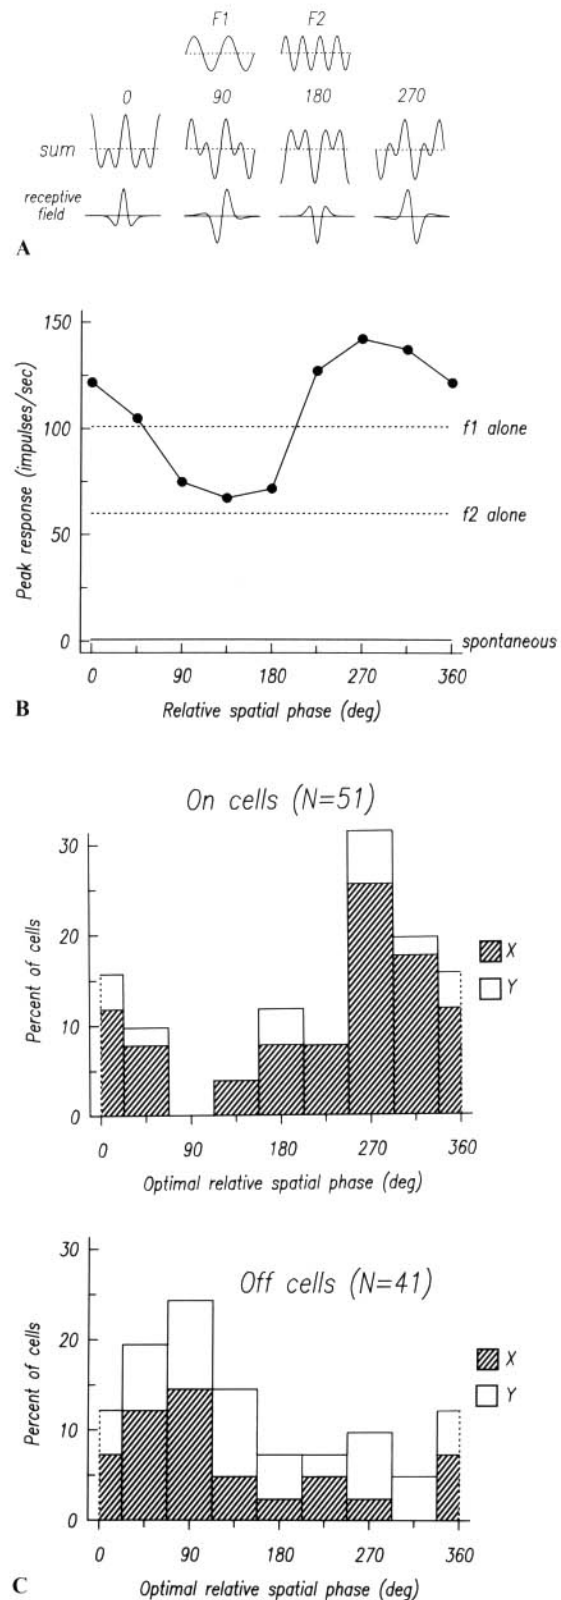 F1 F2
0 90 180 270
sum
receptive
field
A
150
100
50
0
Peak response (impulses/sec)
f1 alone
f2 alone
spontaneous
0 90 180 270 360
B
Relative spatial phase (deg)
On cells (N=51)
30
20
10
0
Percent of cells
X
Y
0 90 180 270 360
Optimal relative spatial phase (deg)
Off cells (N=41)
30
20
10
0
Percent of cells
X
Y
0 90 180 270 360
C
Optimal relative spatial phase (deg)